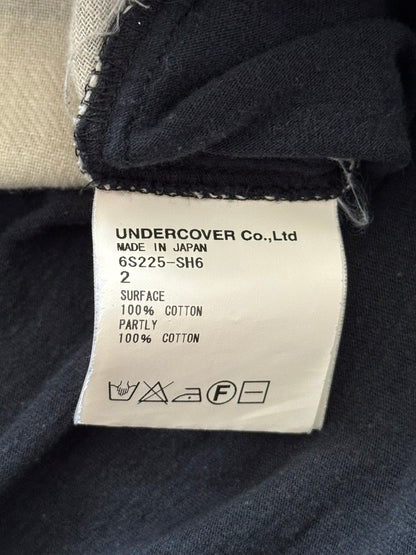 UNDERCOVER Co.,Ltd
MADE IN JAPAN
6S225-SH6
2
SURFACE
100% COTTON
PARTLY
100% COTTON
F